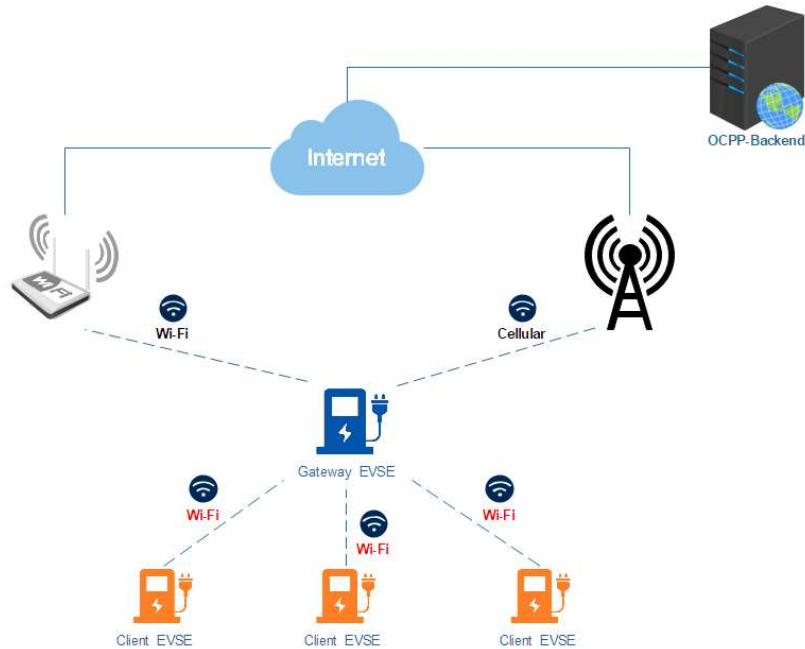 OCPP-Backend
Internet
Wi Fi
Wi-Fi
Cellular
Gateway EVSE
Wi-Fi
Wi-Fi
Wi-Fi
Client EVSE
Client EVSE
Client EVSE